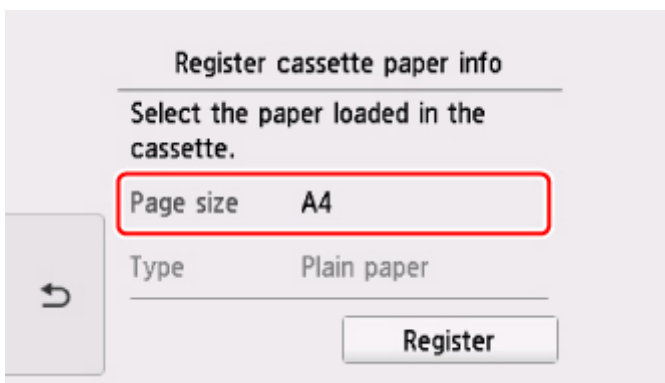 Register cassette paper info
Select the paper loaded in the
cassette.
Page size A4
Type Plain paper
Register